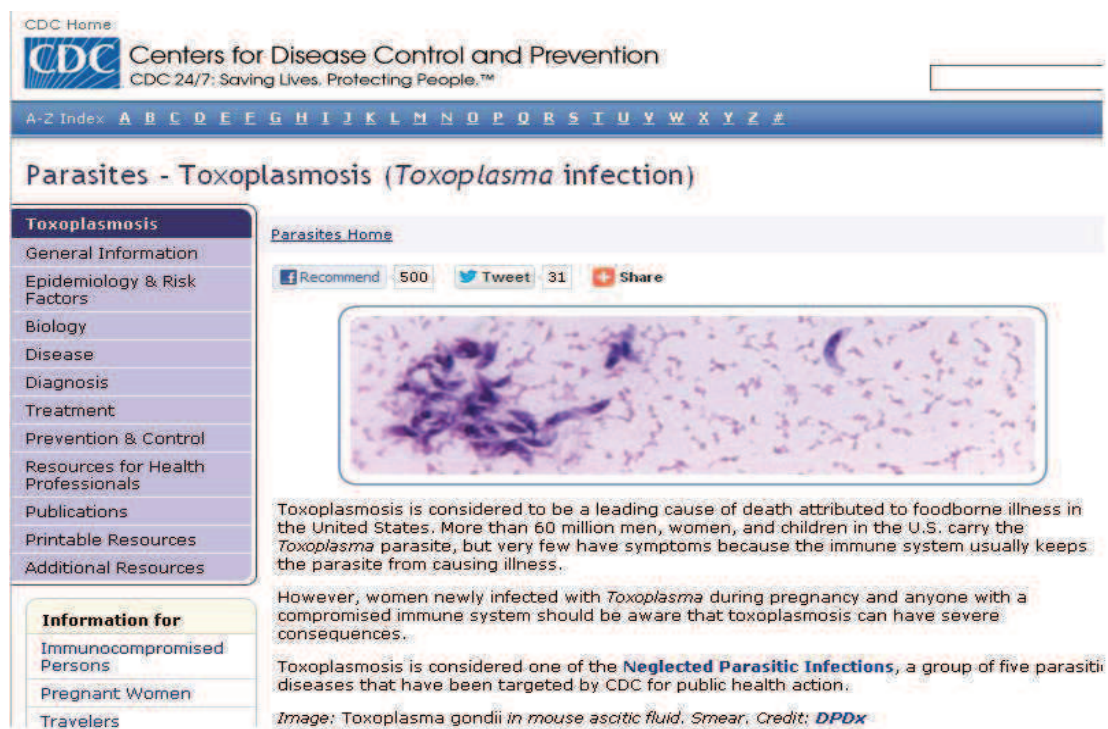 CDC Home
CDC
Centers for Disease Control and Prevention
CDC 24/7: Saving Lives. Protecting People.™
A-Z Index A B C D E F G H I J K L M N O P Q R S T U V W X Y Z #
Parasites - Toxoplasmosis (Toxoplasma infection)
Toxoplasmosis
General Information
Epidemiology & Risk
Factors
Biology
Disease
Diagnosis
Treatment
Prevention & Control
Resources for Health
Professionals
Publications
Printable Resources
Additional Resources
Information for
Immunocompromised
Persons
Pregnant Women
Travelers
Parasites Home
Recommend 500 Tweet 31 Share
Toxoplasmosis is considered to be a leading cause of death attributed to foodborne illness in
the United States. More than 60 million men, women, and children in the U.S. carry the
Toxoplasma parasite, but very few have symptoms because the immune system usually keeps
the parasite from causing illness.
However, women newly infected with Toxoplasma during pregnancy and anyone with a
compromised immune system should be aware that toxoplasmosis can have severe
consequences.
Toxoplasmosis is considered one of the Neglected Parasitic Infections, a group of five parasiti
diseases that have been targeted by CDC for public health action.
Image: Toxoplasma gondii in mouse ascitic fluid. Smear. Credit: DPDx